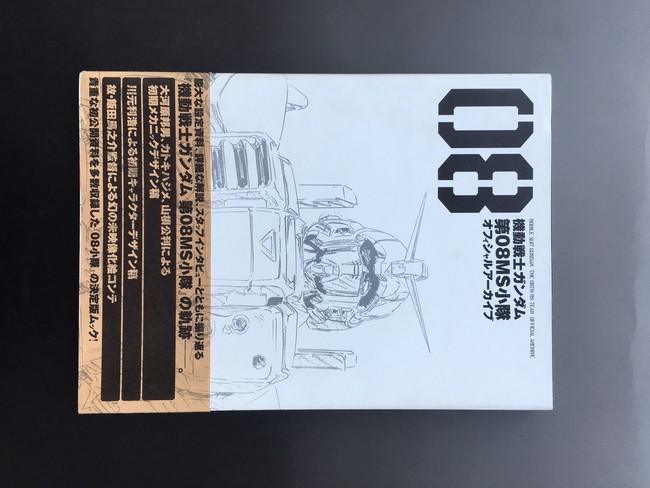 08
MOBILE SUIT GUNDAM THE 08TH MS TEAM OFFICIAL ARCHIVE
機動戦士ガンダム
第08MS小隊
オフィシャルアーカイブ
膨大な設定資料、詳細な解説、スタッフインタビューとともに振り返る
機動戦士ガンダム 第08MS小隊』の軌跡。
大河原邦男、カトキハジメ、山根公利による
初期メカニックデザイン稿
川元利浩による初期キャラクターデザイン稿
故・飯田馬之介監督による幻の未映像化絵コンテ
貴重な初公開資料を多数収録した『08小隊』の決定版ムック!